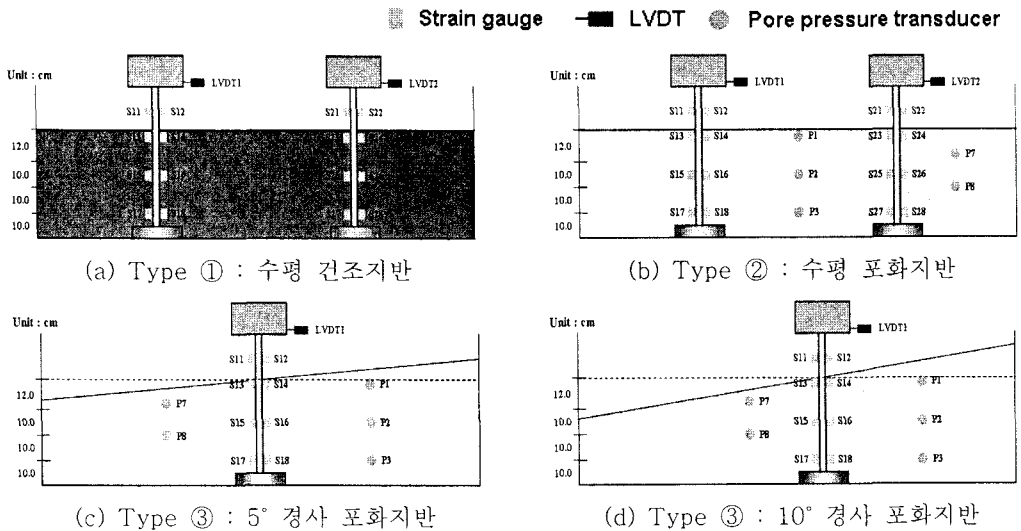 Strain gauge LVDT Pore pressure transducer
Unit : cm
LVDT1
LVDT2
S11 S12
S21 S22
12.0
10.0
10.0
10.0
S17
(a) Type ① : 수평 건조지반
Unit : cm
LVDT1
LVDT2
S11 S12
S21 S22
S13 S14
P1
S23 S24
12.0
P7
10.0
S15 S16
P2
S25 S26
P8
10.0
S17 S18
P3
S27 S28
10.0
(b) Type ② : 수평 포화지반
Unit : cm
LVDT1
S11 S12
S13 S14
P1
12.0
P7
10.0
S15 S16
P2
P8
10.0
S17 S18
P3
10.0
(c) Type ③ : 5° 경사 포화지반
Unit : cm
LVDT1
S11 S12
S13 S14
P1
12.0
P7
10.0
S15 S16
P2
P8
10.0
S17 S18
P3
10.0
(d) Type ③ : 10° 경사 포화지반